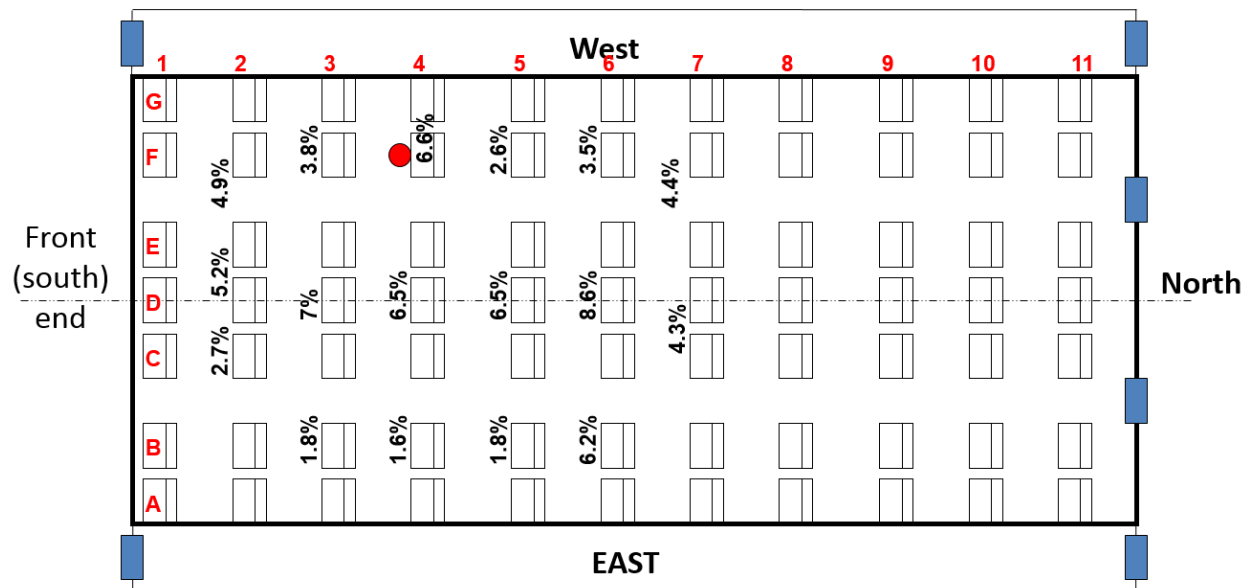 West
1 2 3 4 5 6 7 8 9 10 11
G
3.8% 6.6% 2.6% 3.5%
F
4.9% 4.4%
Front
(south)
end
E
5.2%
7% 6.5% 6.5% 8.6%
D
North
4.3%
2.7%
C
1.8% 1.6% 1.8% 6.2%
B
A
EAST